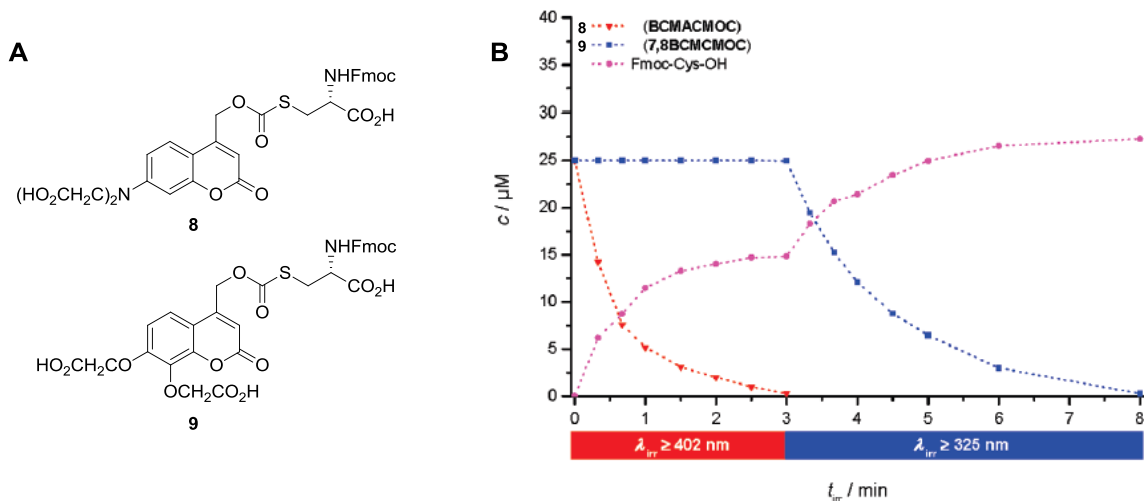 A
NHFmoc
O
S
CO₂H
O
(HO₂CH₂C)₂N
O
O
8
NHFmoc
O
S
CO₂H
O
HO₂CH₂CO
O
O
OCH₂CO₂H
9
B
8 (BCMACMOC)
9 (7,8BCMCMOC)
Fmoc-Cys-OH
c / µM
40
35
30
25
20
15
10
5
0
0 1 2 3 4 5 6 7 8
λirr ≥ 402 nm λirr ≥ 325 nm
tirr / min